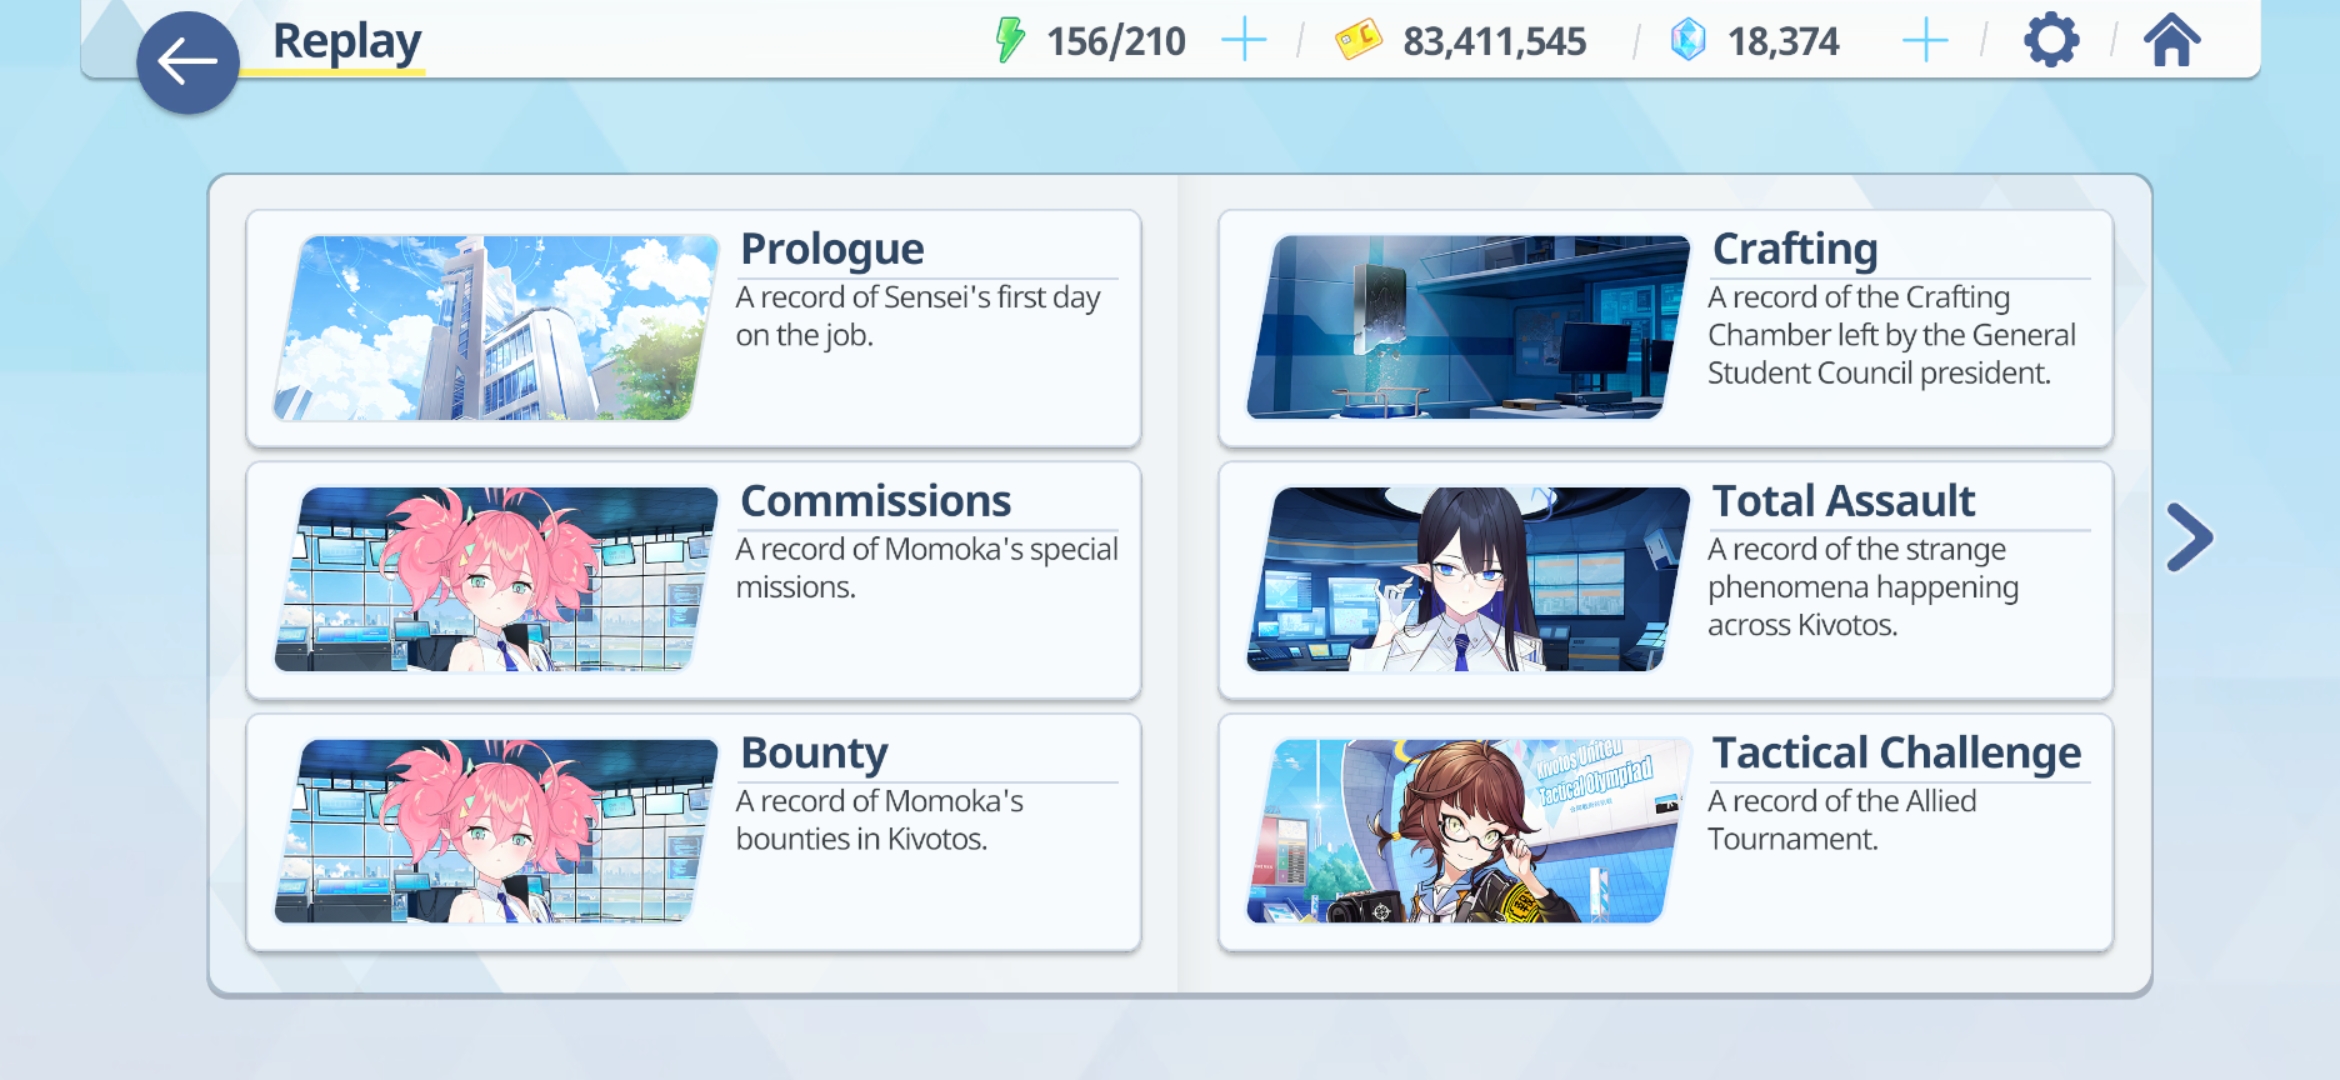 Replay
156/210
83,411,545
18,374
Prologue
A record of Sensei's first day
on the job.
Commissions
A record of Momoka's special
missions.
Bounty
A record of Momoka's
bounties in Kivotos.
Crafting
A record of the Crafting
Chamber left by the General
Student Council president.
Total Assault
A record of the strange
phenomena happening
across Kivotos.
Tactical Challenge
A record of the Allied
Tournament.
Kivotos United
Tactical Olympiad